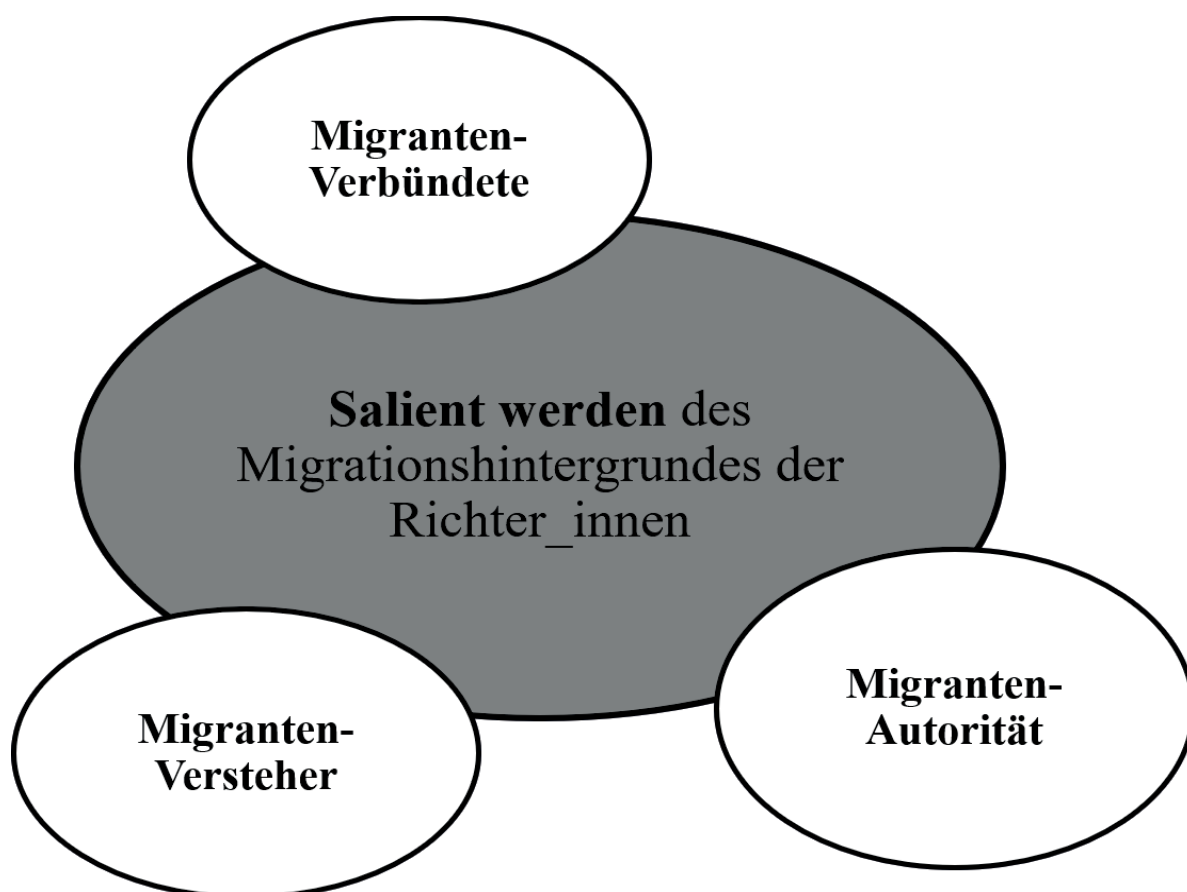 Migranten-
Verbündete
Salient werden des
Migrationshintergrundes der
Richter_innen
Migranten-
Versteher
Migranten-
Autorität